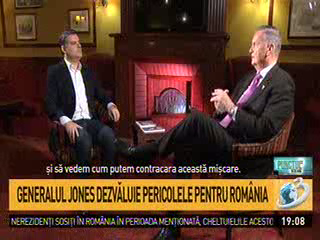 și să vedem cum putem contracara această mișcare.
PUNCTUL
GENERALUL JONES DEZVĂLUIE PERICOLELE PENTRU ROMÂNIA
NEREZIDENȚI SOSIȚI ÎN ROMÂNIA ÎN PERIOADA MENȚIONATĂ, CHELTUIELILE ACESTO
19:08